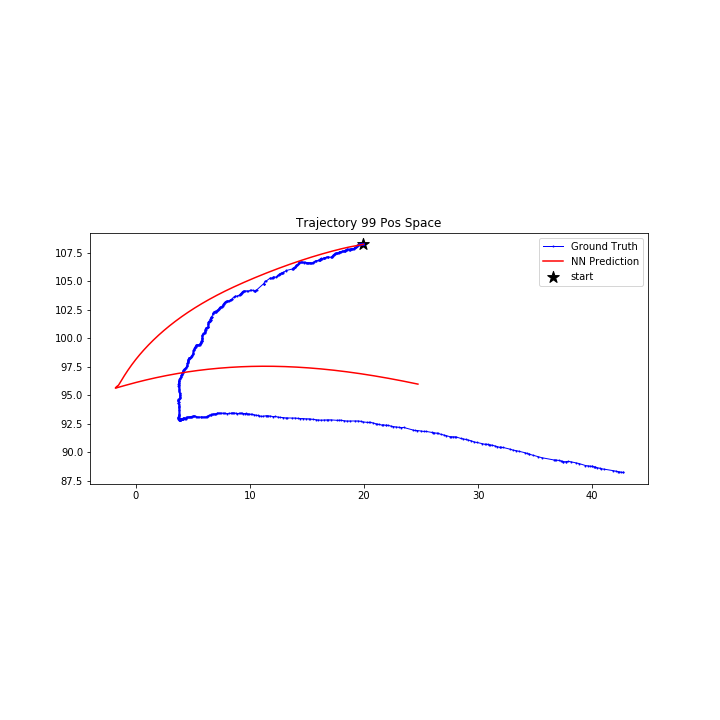 Trajectory 99 Pos Space
107.5
105.0
102.5
100.0
97.5
95.0
92.5
90.0
87.5
0 10 20 30 40
Ground Truth
NN Prediction
start